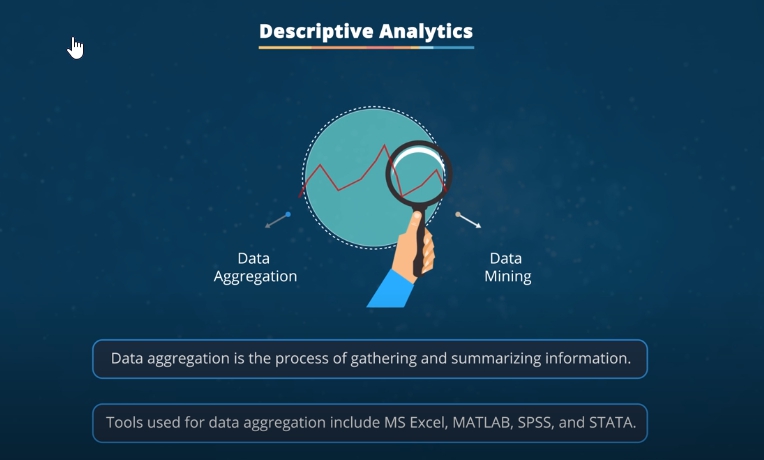 Descriptive Analytics
Data
Aggregation
Data
Mining
Data aggregation is the process of gathering and summarizing information.
Tools used for data aggregation include MS Excel, MATLAB, SPSS, and STATA.